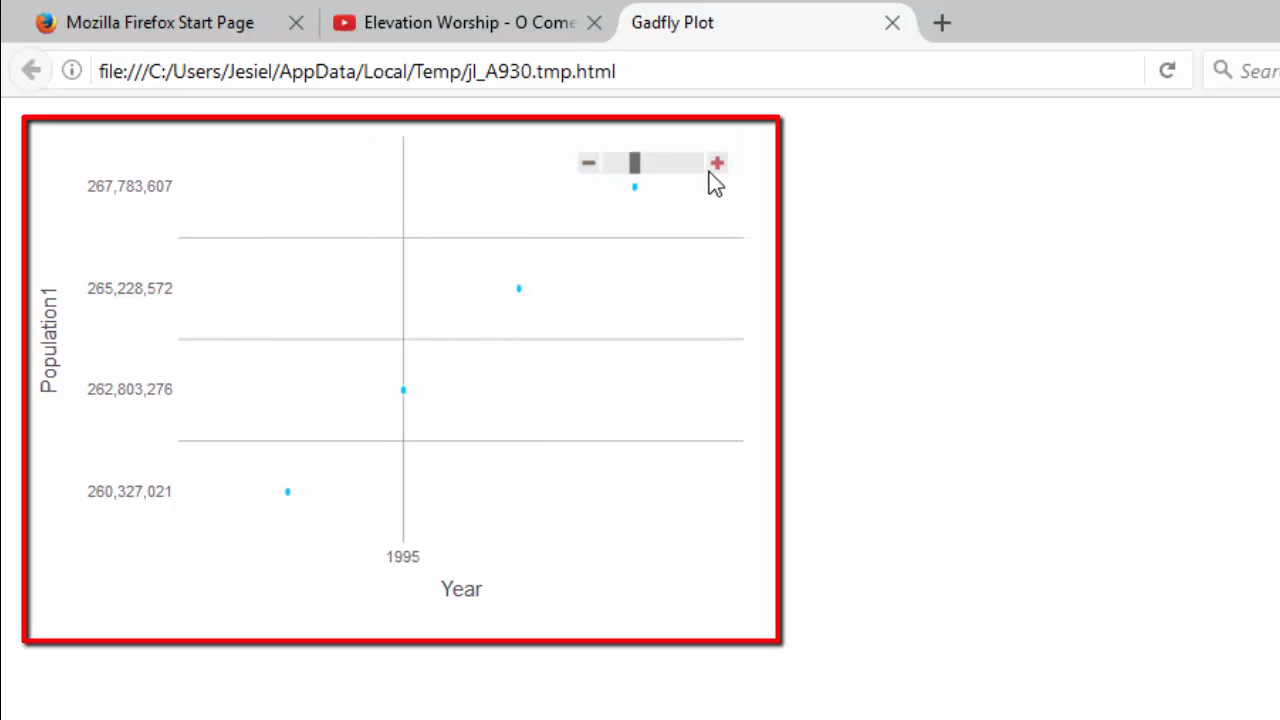 Mozilla Firefox Start Page
Elevation Worship - O Come
Gadfly Plot
file:///C:/Users/Jesiel/AppData/Local/Temp/jl_A930.tmp.html
Sear
267,783,607
265,228,572
262,803,276
260,327,021
Population1
1995
Year